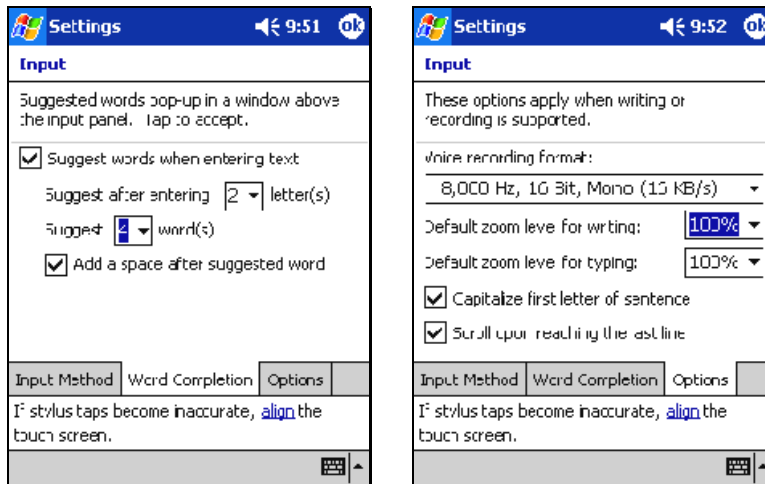 Settings 9:51 ok
Input
Suggested words pop-up in a window above
the input panel. Tap to accept.
Suggest words when entering text
Suggest after entering 2 letter(s)
Suggest 4 word(s)
Add a space after suggested word
Input Method Word Completion Options
If stylus taps become inaccurate, align the
touch screen.
Settings 9:52 ok
Input
These options apply when writing or
recording is supported.
Voice recording format:
8,000 Hz, 16 Bit, Mono (16 KB/s)
Default zoom level for writing: 100%
Default zoom level for typing: 100%
Capitalize first letter of sentence
Scroll upon reaching the last line
Input Method Word Completion Options
If stylus taps become inaccurate, align the
touch screen.